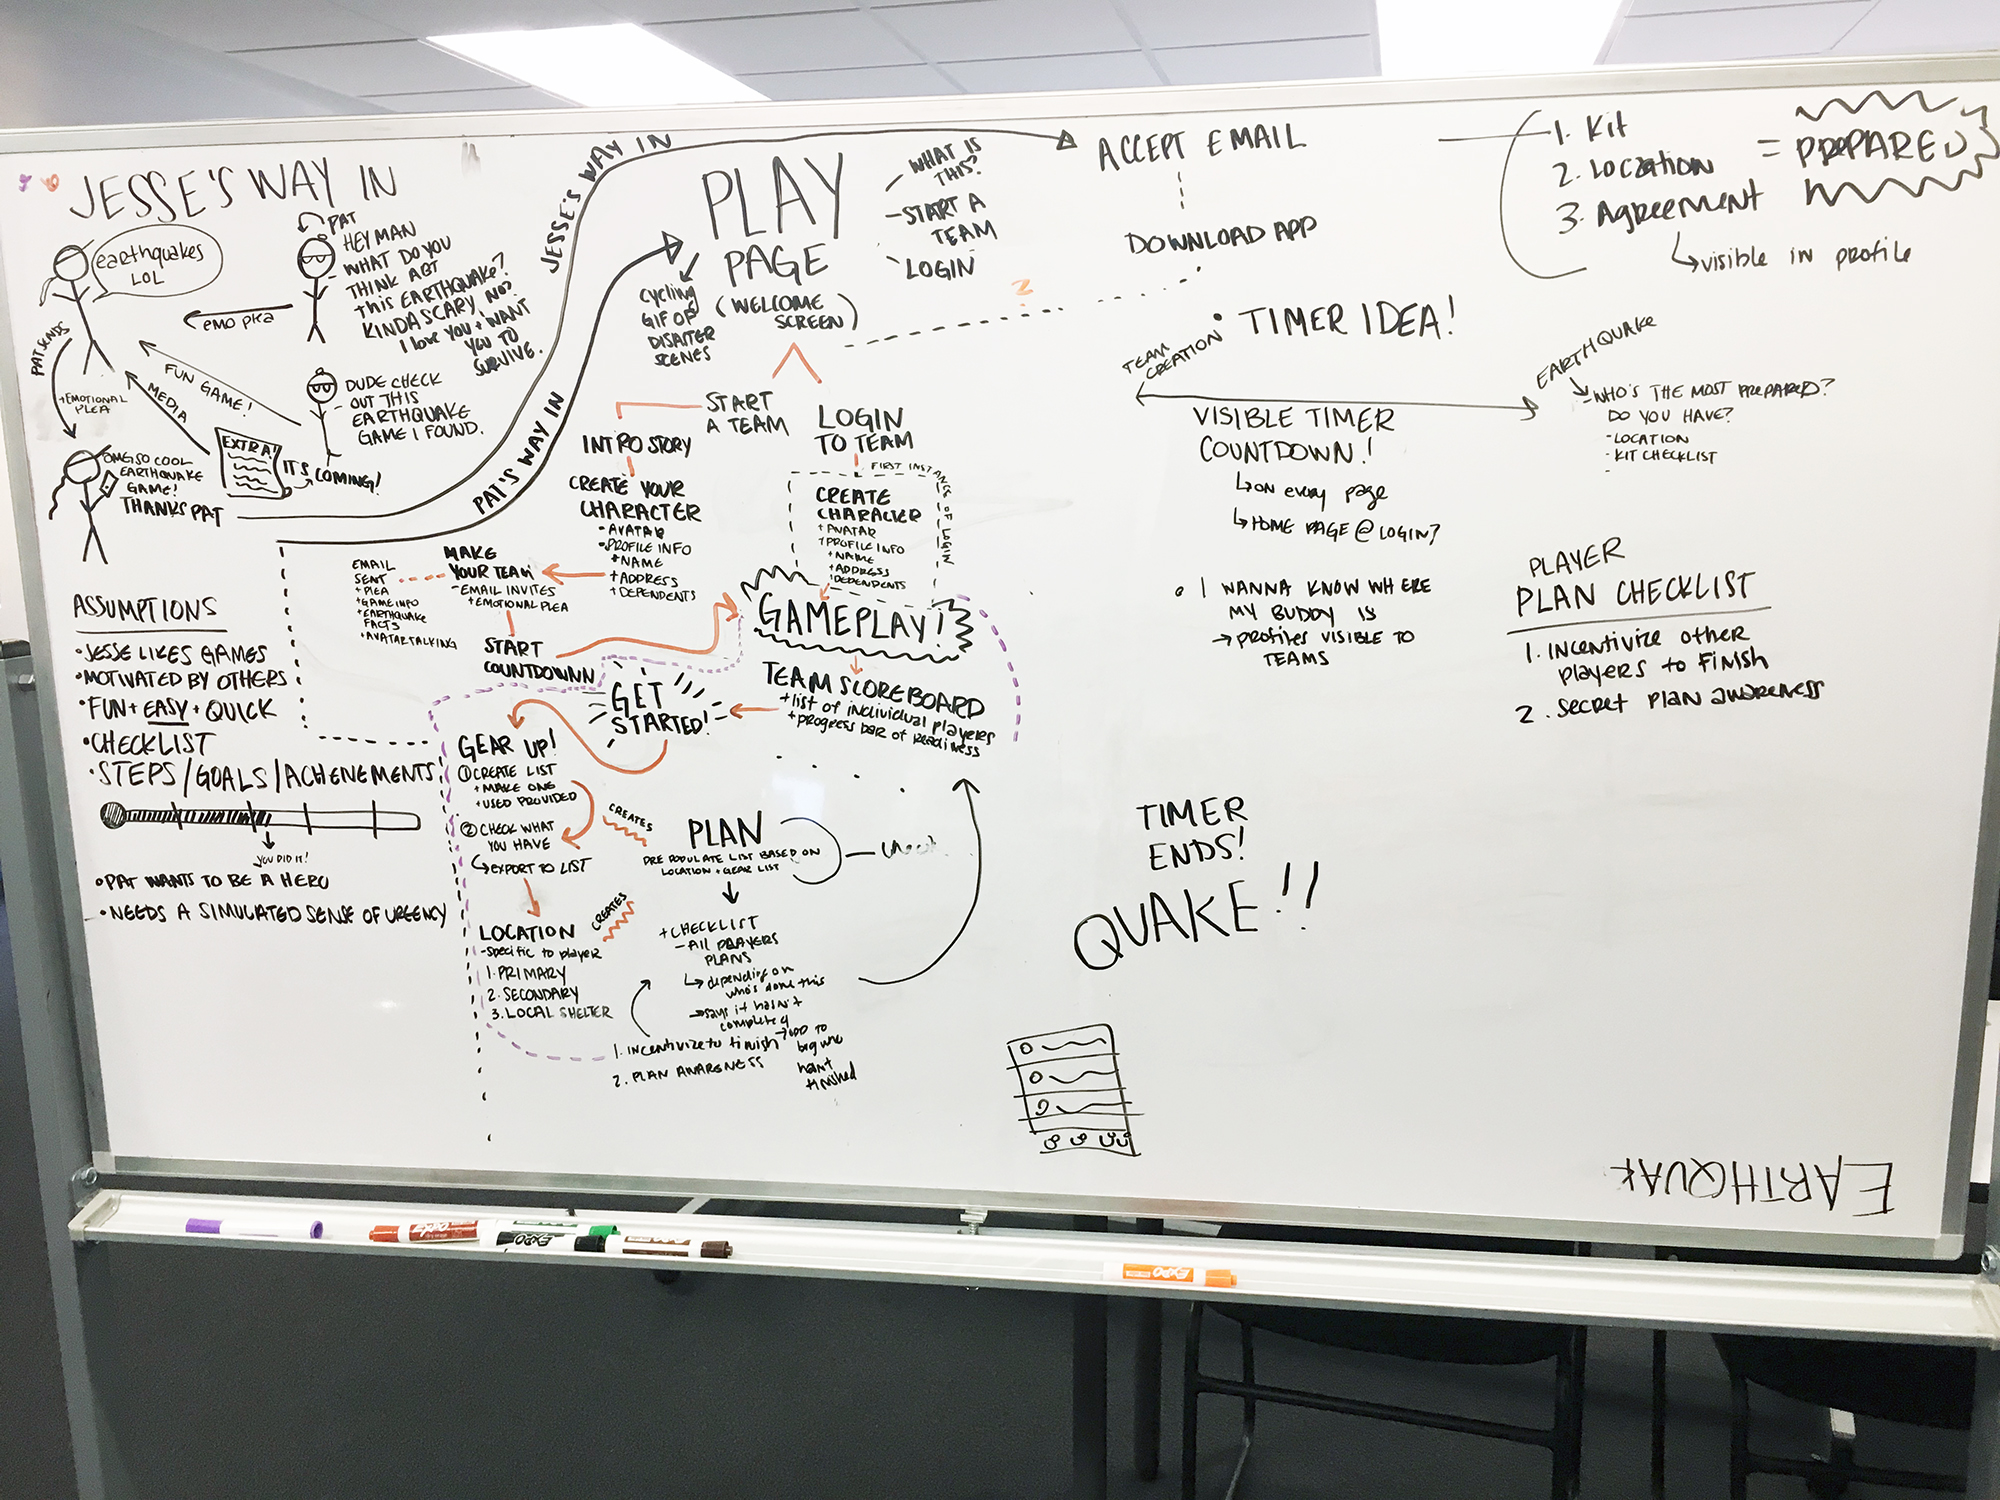 JESSE'S WAY IN
earthquakes
LOL
PAT
HEY MAN
WHAT DO YOU
THINK ABT
this EARTHQUAKE?
KINDA SCARY, NO?
I love you + WANT
YOU TO
SURVIVE.
emo plea
PAT SENDS
+EMOTIONAL
PLEA
FUN GAME!
MEDIA
DUDE CHECK
OUT THIS
EARTHQUAKE
GAME I FOUND.
EXTRA!
IT'S COMING!
OMG SO COOL
EARTHQUAKE
GAME!
THANKS PAT
JESSE'S WAY IN
PAT'S WAY IN
ASSUMPTIONS
• JESSE LIKES GAMES
• MOTIVATED BY OTHERS
• FUN + EASY + QUICK
• CHECKLIST
• STEPS/GOALS/ACHENEMENTS
YOU DID IT!
• PAT WANTS TO BE A HERO
• NEEDS A SIMULATED SENSE OF URGENCY
PLAY
PAGE
(WELCOME
SCREEN)
- WHAT IS
THIS?
- START A
TEAM
LOGIN
cycling
GIF OF
DISASTER
SCENES
START
A TEAM
LOGIN
TO TEAM
INTRO STORY
CREATE YOUR
CHARACTER
• AVATAR
• PROFILE INFO
+ NAME
+ ADDRESS
+ DEPENDENTS
FIRST INSTANCE OF LOGIN
CREATE
CHARACTER
+ AVATAR
+ PROFILE INFO
+ NAME
+ ADDRESS
DEPENDENTS
MAKE
YOUR TEAM
- EMAIL INVITES
+ EMOTIONAL PLEA
EMAIL
SENT
+ PLEA
+ GAME INFO
+ EARTHQUAKE
FACTS
+ AVATAR TALKING
START
COUNTDOWNN
GAMEPLAY!
TEAM SCOREBOARD
+ list of individual players
+ progress bar of readiness
GET
STARTED!
GEAR UP!
① CREATE LIST
+ MAKE ONE
+ USED PROVIDED
② CHECK WHAT
YOU HAVE
↳ EXPORT TO LIST
CREATES
LOCATION
- specific to player
1. PRIMARY
2. SECONDARY
3. LOCAL SHELTER
CREATES
PLAN
PRE POPULATE LIST BASED ON
LOCATION + GEAR LIST
+ CHECKLIST
- All PLAYERS
PLANS
↳ depending on
who's done this
→ says it hasn't
completed
1. incentivize to finish
2. PLAN AWARENESS
→ ADD TO
bug who
hasn't
finished
ACCEPT EMAIL
DOWNLOAD APP
2
1. Kit
2. Location
3. Agreement
= PREPARED
↳ visible in profile
• TIMER IDEA!
TEAM
CREATION
EARTHQUAKE
VISIBLE TIMER
COUNTDOWN!
↳ on every page
↳ HOME PAGE @ LOGIN?
- WHO'S THE MOST PREPARED?
DO YOU HAVE?
- LOCATION
- KIT CHECKLIST
-
• I WANNA KNOW WHERE
MY BUDDY IS
→ profiles VISIBLE TO
TEAMS
PLAYER
PLAN CHECKLIST
1. Incentivize other
players to Finish
2. Secret plan awareness
TIMER
ENDS!
QUAKE!!
EARTHQUAK
EXPO
EXPO